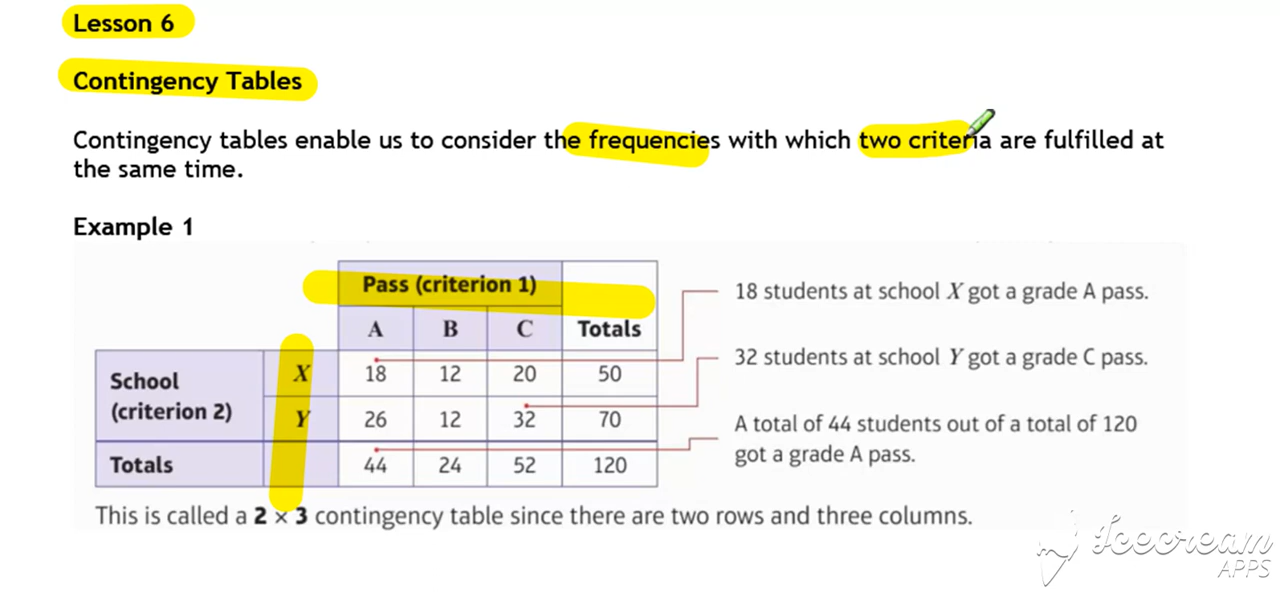 Lesson 6
Contingency Tables
Contingency tables enable us to consider the frequencies with which two criteria are fulfilled at
the same time.
Example 1
Pass (criterion 1)
A B C Totals
School (criterion 2)
X 18 12 20 50
Y 26 12 32 70
Totals 44 24 52 120
18 students at school X got a grade A pass.
32 students at school Y got a grade C pass.
A total of 44 students out of a total of 120
got a grade A pass.
This is called a 2 × 3 contingency table since there are two rows and three columns.
Icecream
APPS